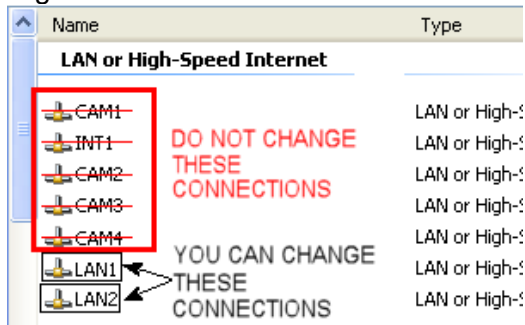 Name Type
LAN or High-Speed Internet
CAM1 LAN or High-S
INT1 LAN or High-S
CAM2 LAN or High-S
CAM3 LAN or High-S
CAM4 LAN or High-S
LAN1 LAN or High-S
LAN2 LAN or High-S
DO NOT CHANGE
THESE
CONNECTIONS
YOU CAN CHANGE
THESE
CONNECTIONS